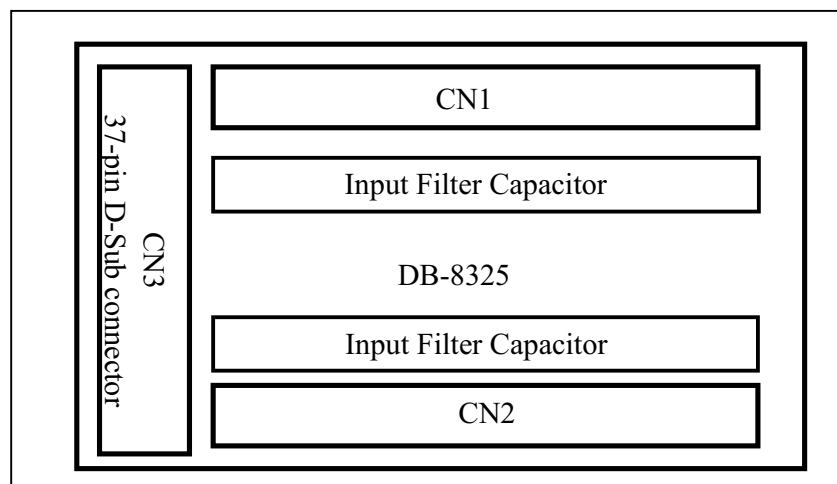 CN1
Input Filter Capacitor
CN3
37-pin D-Sub connector
DB-8325
Input Filter Capacitor
CN2